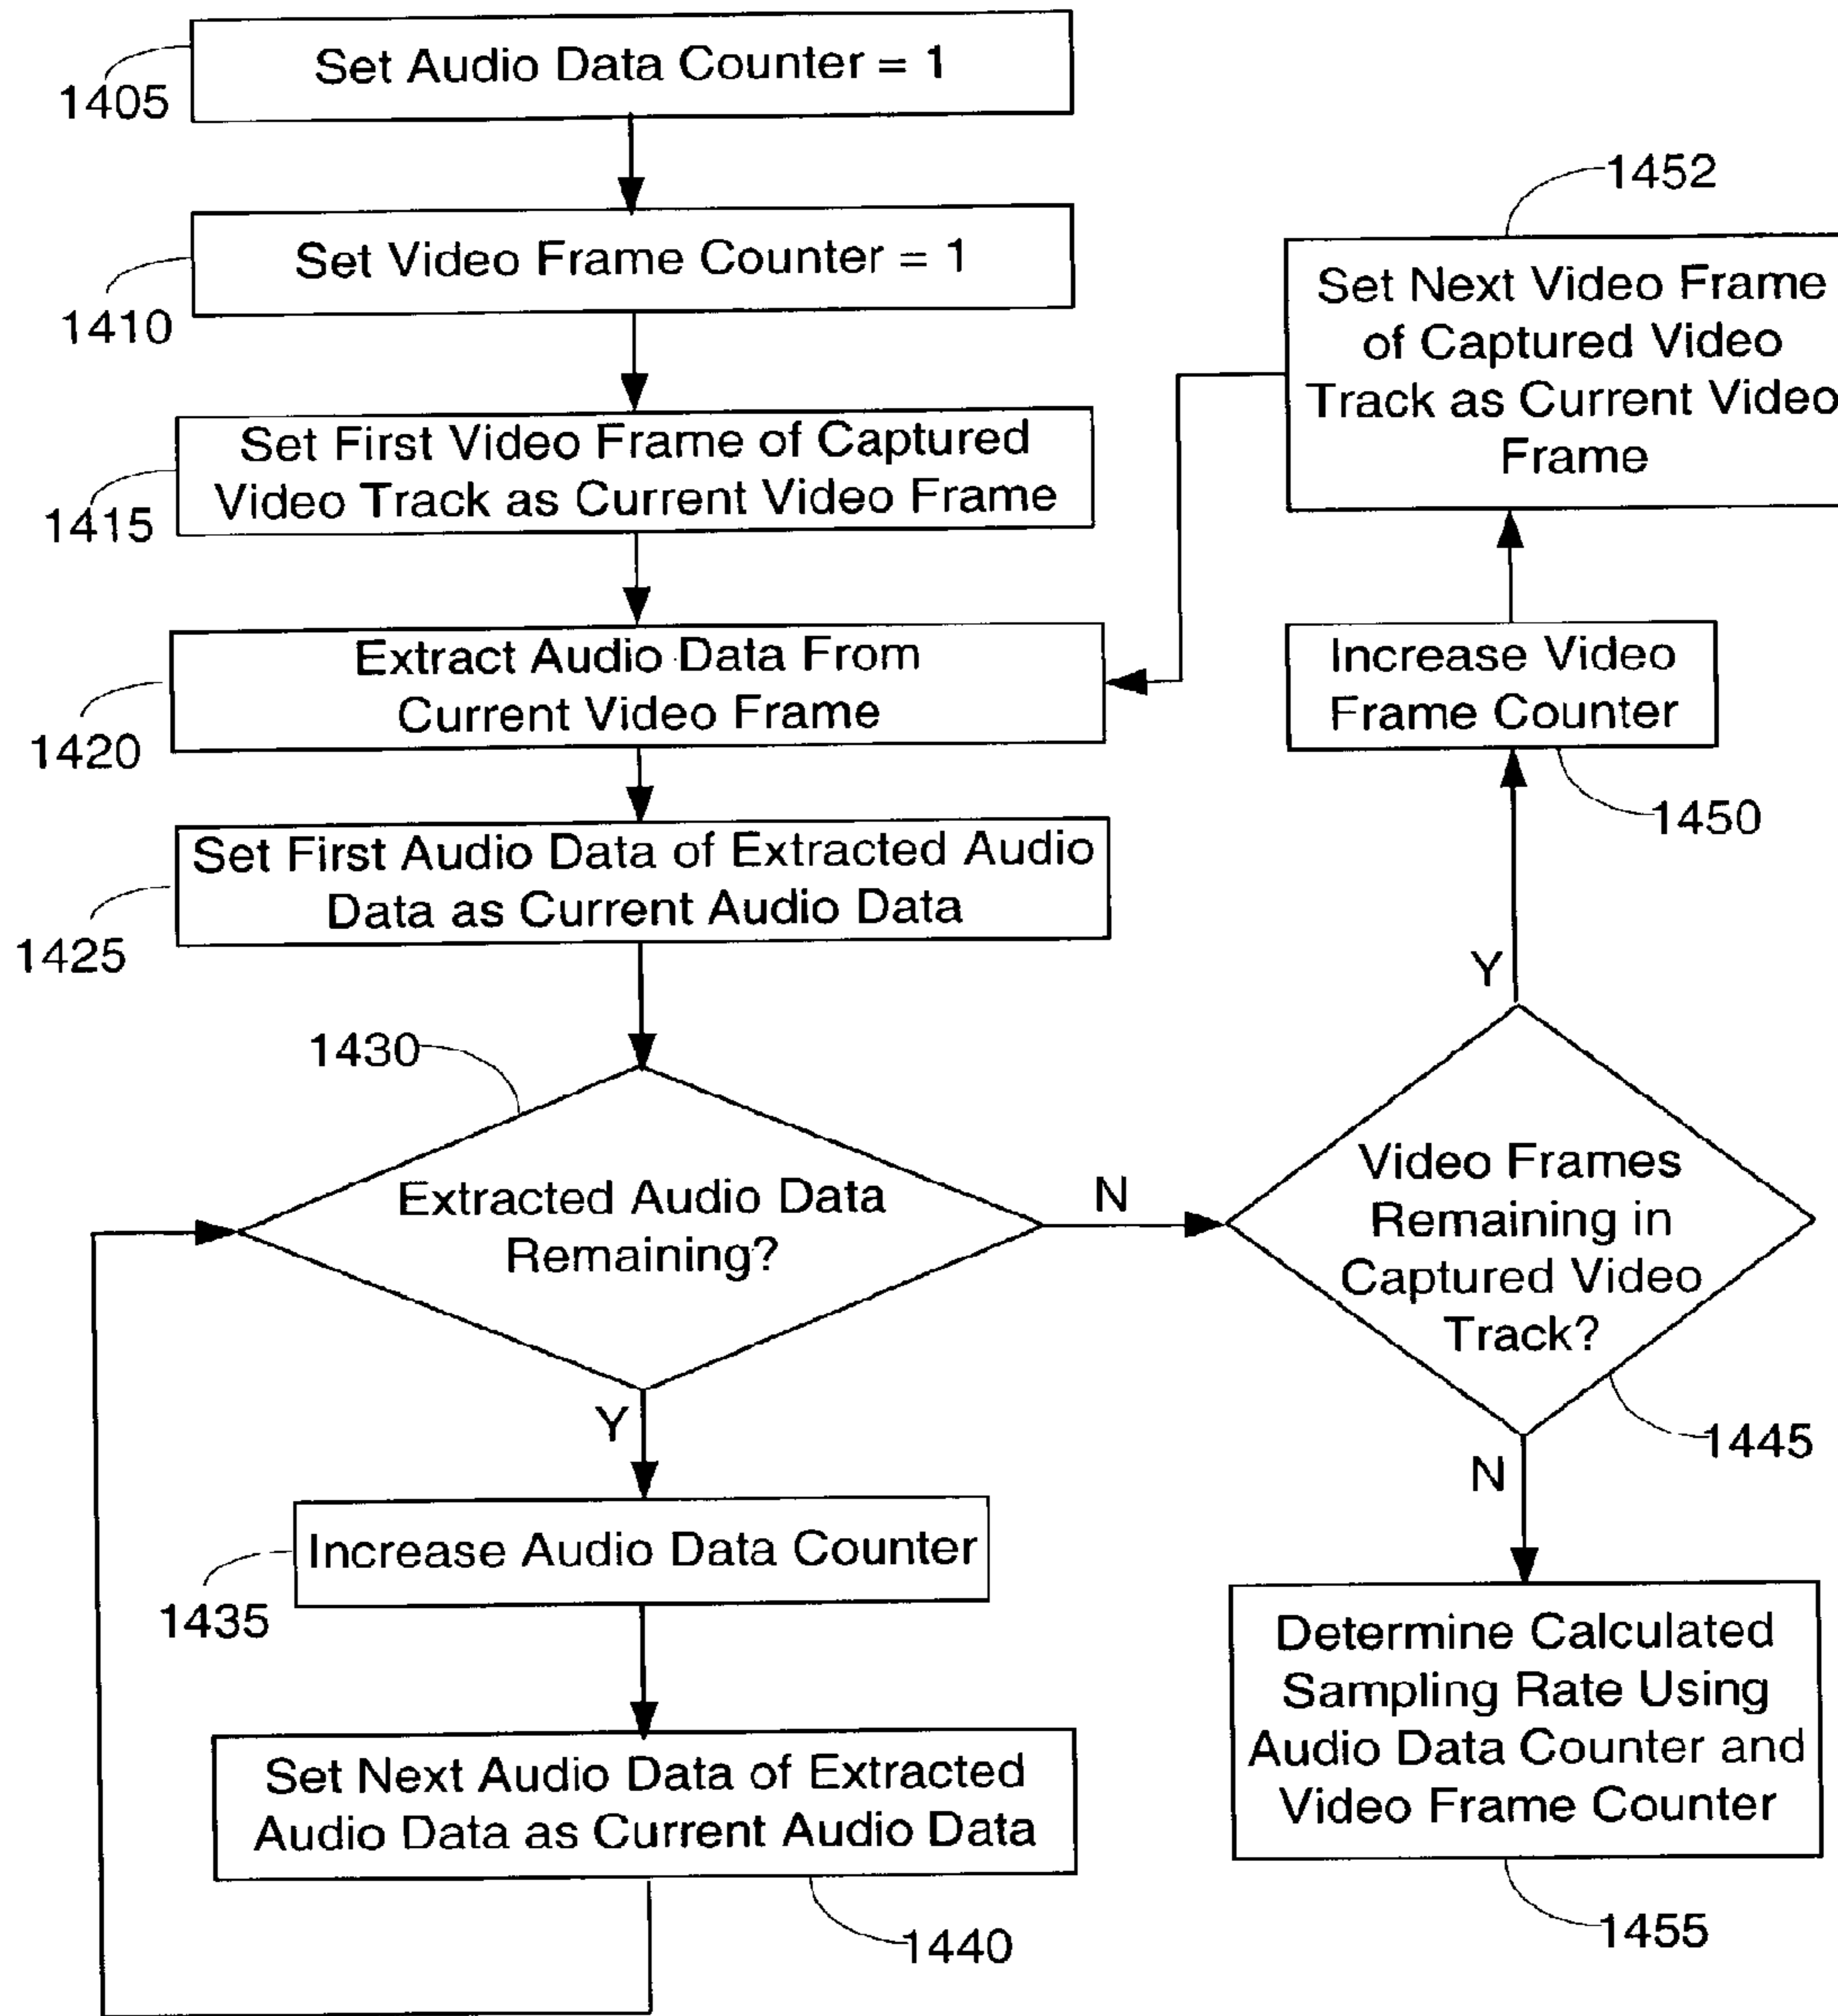 Set Audio Data Counter = 1
1405
Set Video Frame Counter = 1
1410
Set First Video Frame of Captured
Video Track as Current Video Frame
1415
Extract Audio Data From
Current Video Frame
1420
Set First Audio Data of Extracted Audio
Data as Current Audio Data
1425
1430
Extracted Audio Data
Remaining?
N
Y
Increase Audio Data Counter
1435
Set Next Audio Data of Extracted
Audio Data as Current Audio Data
1440
1452
Set Next Video Frame
of Captured Video
Track as Current Video
Frame
Increase Video
Frame Counter
1450
Y
Video Frames
Remaining in
Captured Video
Track?
1445
N
Determine Calculated
Sampling Rate Using
Audio Data Counter and
Video Frame Counter
1455